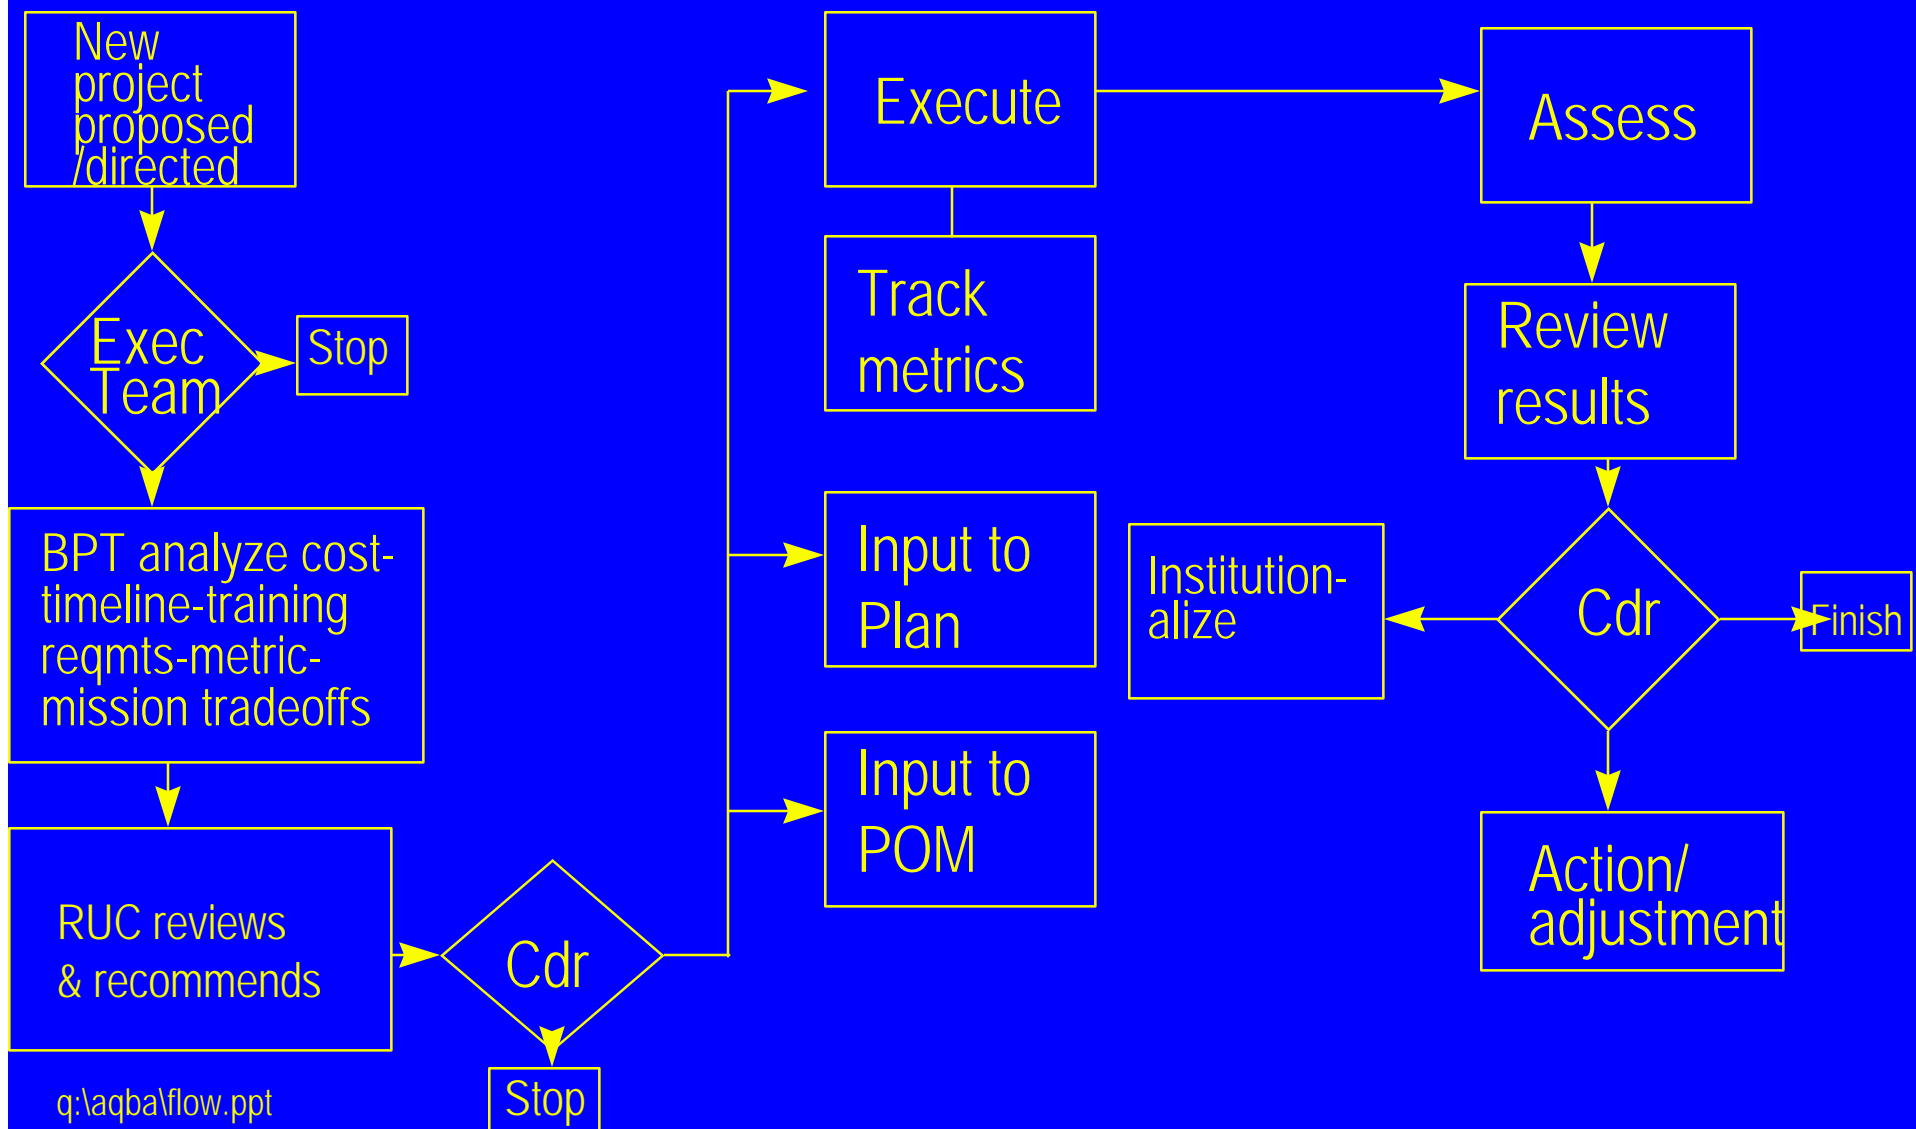 New
project
proposed
/directed
Exec
Team
Stop
BPT analyze cost-
timeline-training
reqmts-metric-
mission tradeoffs
RUC reviews
& recommends
Cdr
Stop
q:\aqba\flow.ppt
Execute
Track
metrics
Input to
Plan
Input to
POM
Assess
Review
results
Cdr
Institution-
alize
Finish
Action/
adjustment